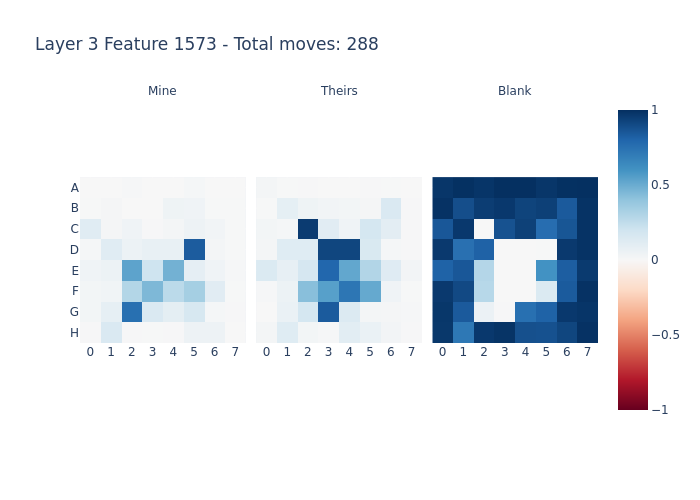 Layer 3 Feature 1573 - Total moves: 288
Mine Theirs Blank
A
B
C
D
E
F
G
H
0 1 2 3 4 5 6 7 0 1 2 3 4 5 6 7 0 1 2 3 4 5 6 7
1
0.5
0
−0.5
−1